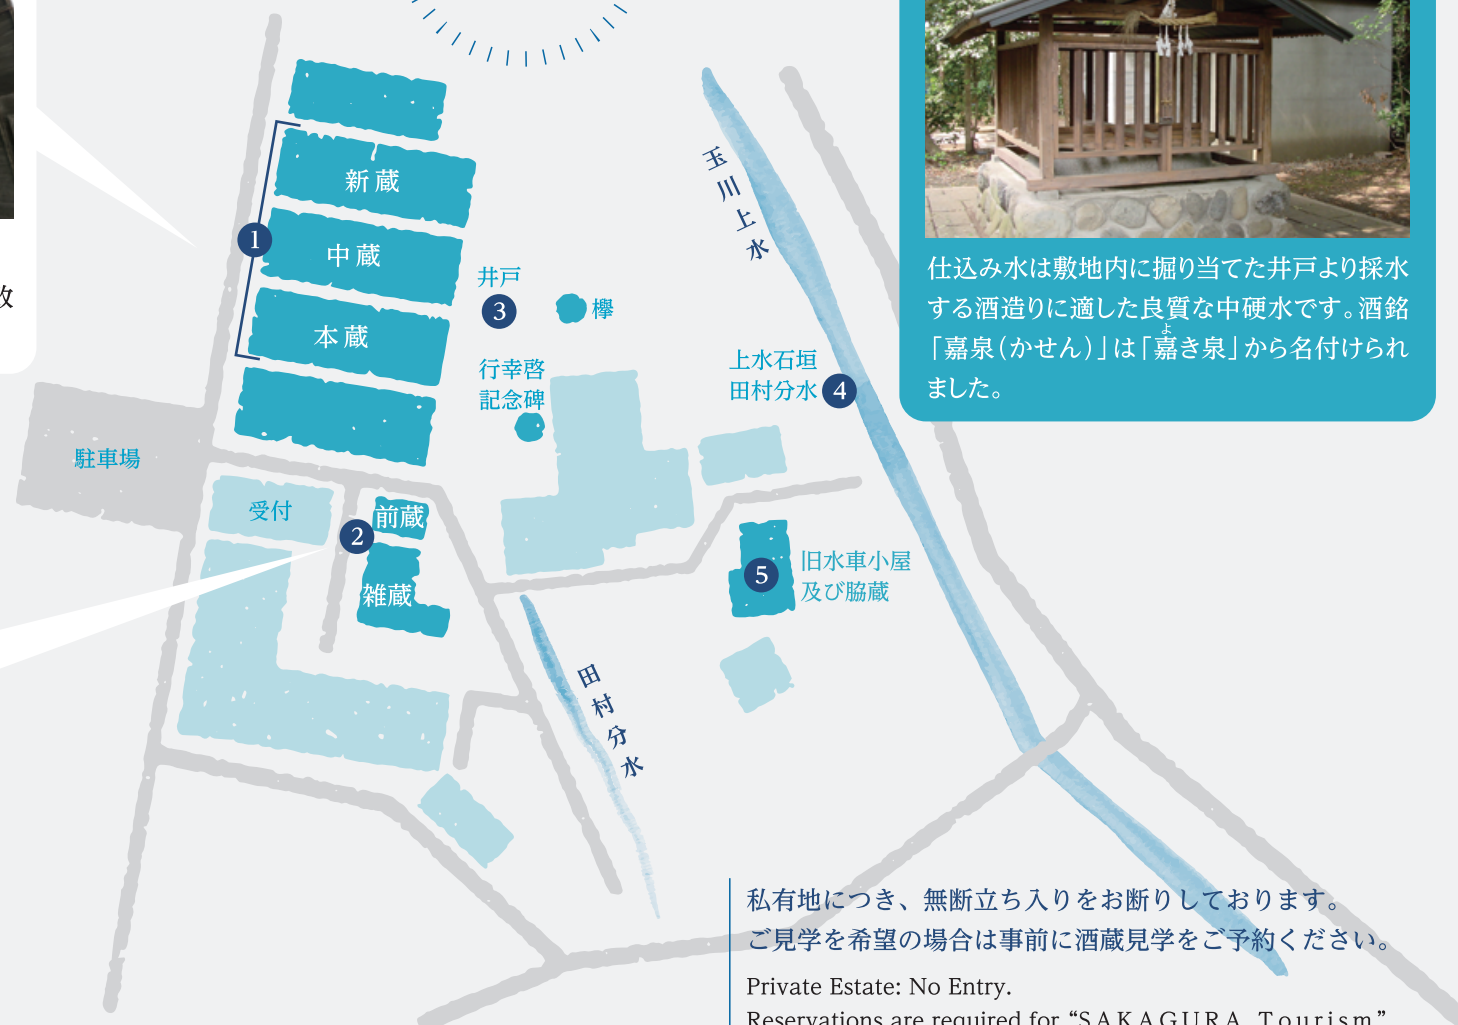 新蔵
1
中蔵
本蔵
井戸
3
欅
行幸啓
記念碑
玉川上水
上水石垣
田村分水
4
駐車場
受付
2
前蔵
雑蔵
5
旧水車小屋
及び脇蔵
田村分水
仕込み水は敷地内に掘り当てた井戸より採水
する酒造りに適した良質な中硬水です。酒銘
よ
「嘉泉（かせん）」は「嘉き泉」から名付けられ
ました。
私有地につき、無断立ち入りをお断りしております。
ご見学を希望の場合は事前に酒蔵見学をご予約ください。
Private Estate: No Entry.
Reservations are required for “SAKAGURA Tourism”